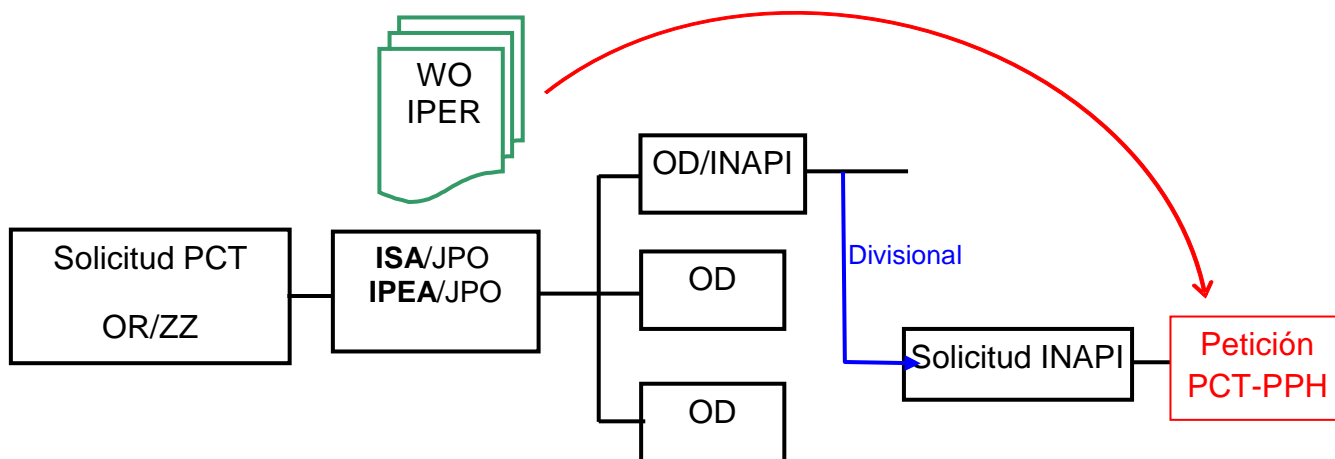 WO
IPER
OD/INAPI
Solicitud PCT
OR/ZZ
ISA/JPO
IPEA/JPO
Divisional
OD
Solicitud INAPI
Petición
PCT-PPH
OD